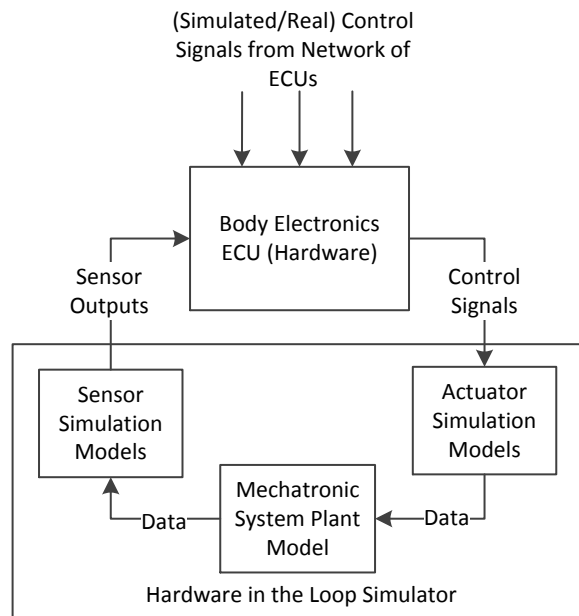 (Simulated/Real) Control
Signals from Network of
ECUs
Body Electronics
ECU (Hardware)
Sensor
Outputs
Control
Signals
Sensor
Simulation
Models
Actuator
Simulation
Models
Mechatronic
System Plant
Model
Data
Data
Hardware in the Loop Simulator